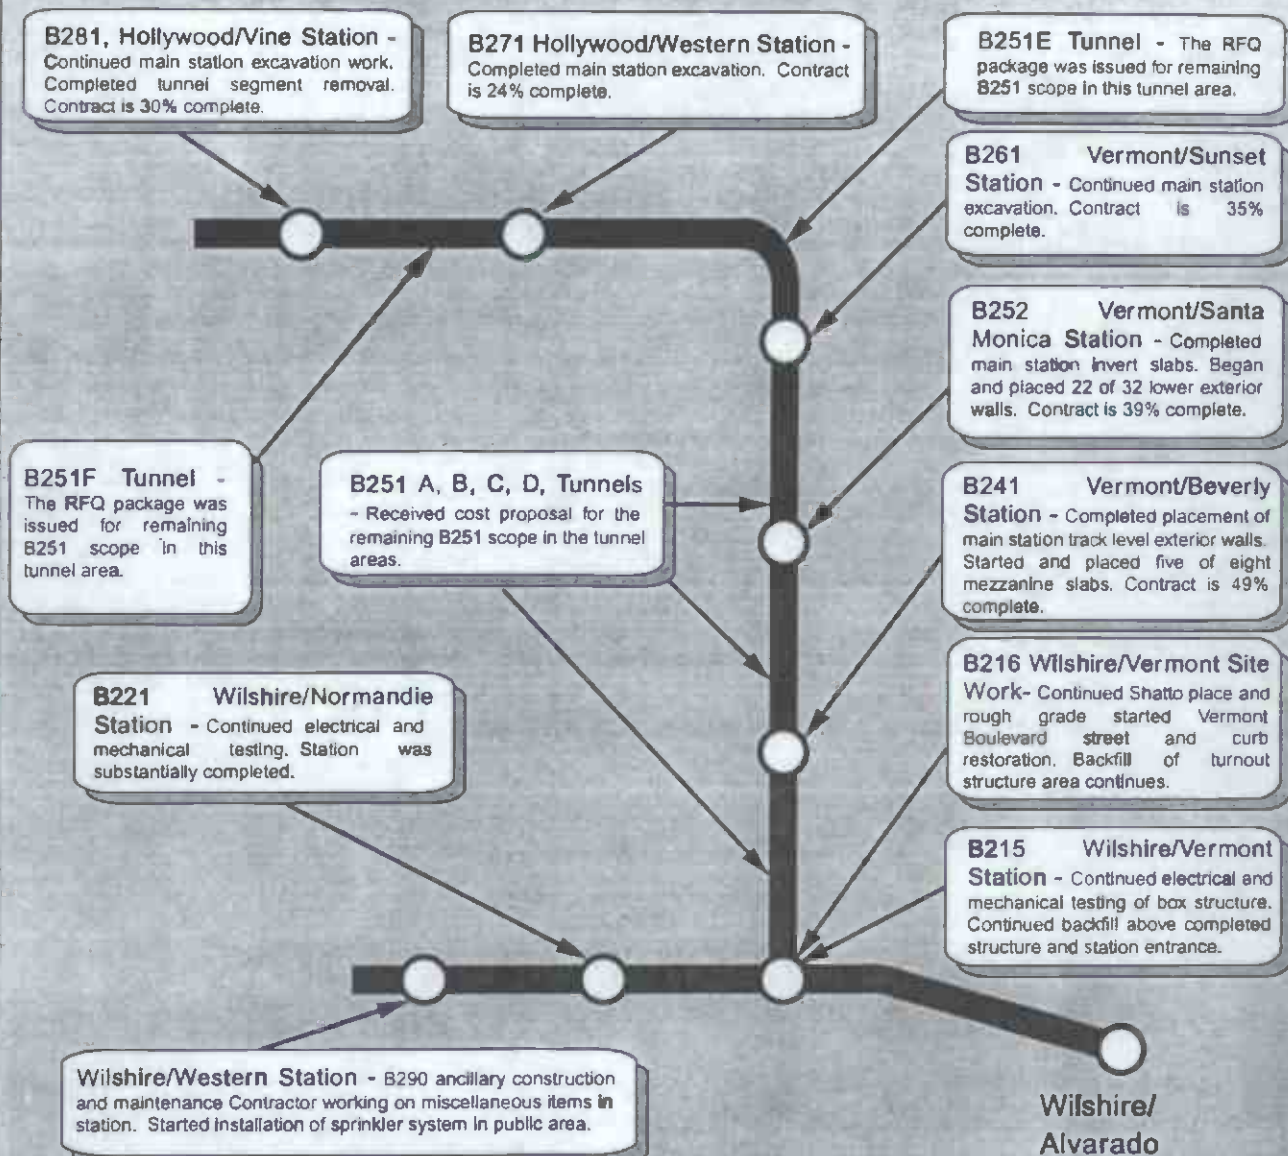 B281, Hollywood/Vine Station -
Continued main station excavation work.
Completed tunnel segment removal.
Contract is 30% complete.
B271 Hollywood/Western Station -
Completed main station excavation. Contract
is 24% complete.
B251E Tunnel - The RFQ
package was issued for remaining
B251 scope in this tunnel area.
B261 Vermont/Sunset
Station - Continued main station
excavation. Contract is 35%
complete.
B252 Vermont/Santa
Monica Station - Completed
main station invert slabs. Began
and placed 22 of 32 lower exterior
walls. Contract is 39% complete.
B251F Tunnel -
The RFQ package was
issued for remaining
B251 scope in this
tunnel area.
B251 A, B, C, D, Tunnels
- Received cost proposal for the
remaining B251 scope in the tunnel
areas.
B241 Vermont/Beverly
Station - Completed placement of
main station track level exterior walls.
Started and placed five of eight
mezzanine slabs. Contract is 49%
complete.
B216 Wilshire/Vermont Site
Work- Continued Shatto place and
rough grade started Vermont
Boulevard street and curb
restoration. Backfill of turnout
structure area continues.
B221 Wilshire/Normandie
Station - Continued electrical and
mechanical testing. Station was
substantially completed.
B215 Wilshire/Vermont
Station - Continued electrical and
mechanical testing of box structure.
Continued backfill above completed
structure and station entrance.
Wilshire/Western Station - B290 ancillary construction
and maintenance Contractor working on miscellaneous items in
station. Started installation of sprinkler system in public area.
Wilshire/
Alvarado